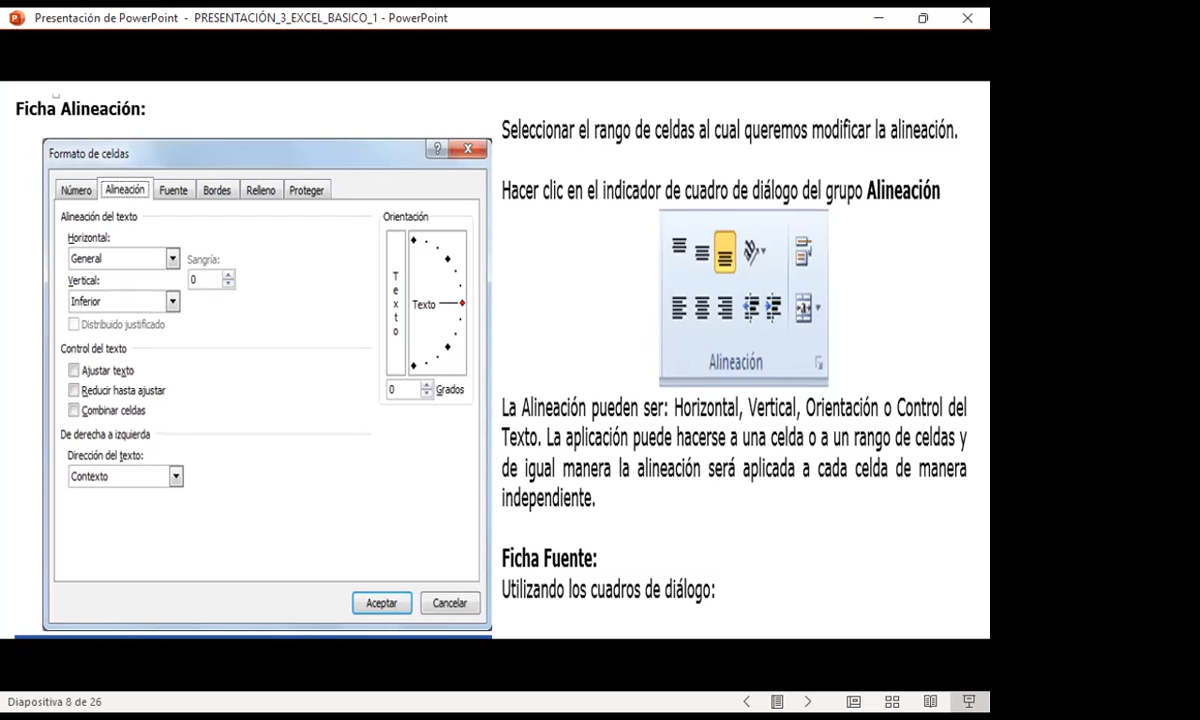 Presentación de PowerPoint - PRESENTACIÓN_3_EXCEL_BASICO_1 - PowerPoint
Ficha Alineación:
Formato de celdas
Número
Alineación
Fuente
Bordes
Relleno
Proteger
Alineación del texto
Horizontal:
General
Sangría:
0
Vertical:
Inferior
Distribuido justificado
Control del texto
Ajustar texto
Reducir hasta ajustar
Combinar celdas
De derecha a izquierda
Dirección del texto:
Contexto
Orientación
T
e
x
t
o
Texto
0 Grados
Aceptar
Cancelar
Seleccionar el rango de celdas al cual queremos modificar la alineación.
Hacer clic en el indicador de cuadro de diálogo del grupo Alineación
Alineación
La Alineación pueden ser: Horizontal, Vertical, Orientación o Control del
Texto. La aplicación puede hacerse a una celda o a un rango de celdas y
de igual manera la alineación será aplicada a cada celda de manera
independiente.
Ficha Fuente:
Utilizando los cuadros de diálogo:
Diapositiva 8 de 26